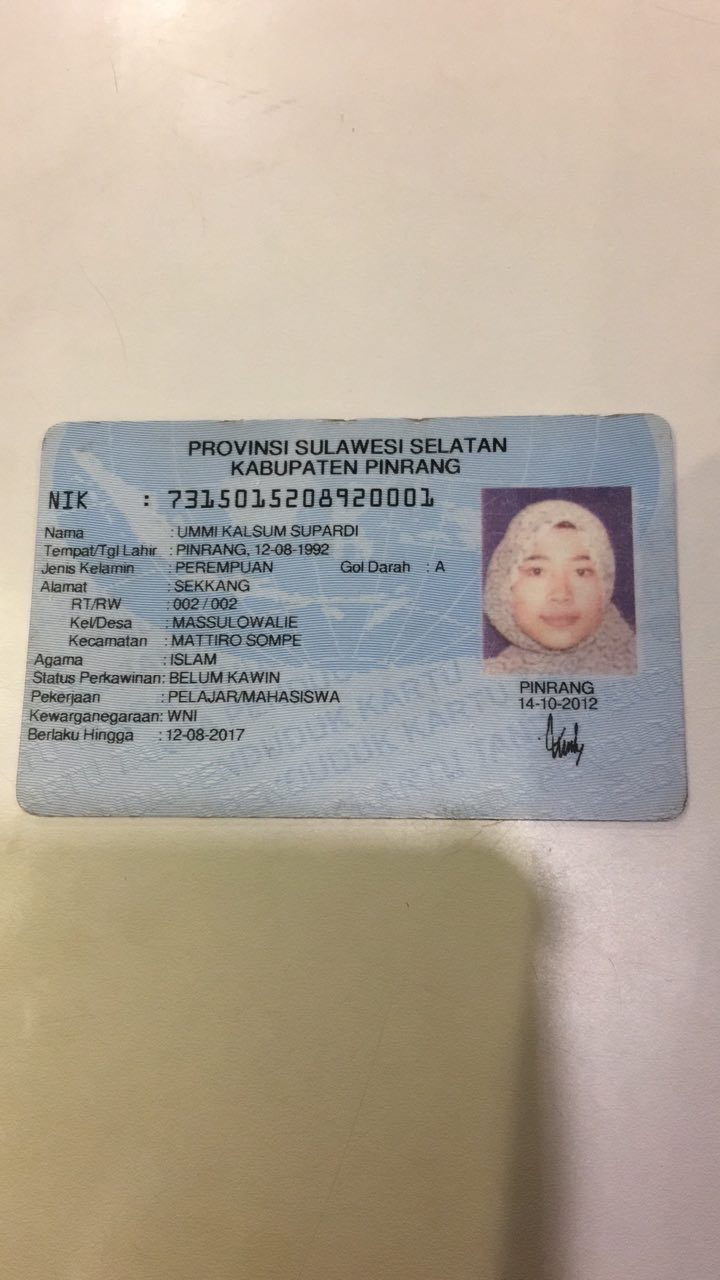 PROVINSI SULAWESI SELATAN
KABUPATEN PINRANG
NIK : 7315015208920001
Nama : UMMI KALSUM SUPARDI
Tempat/Tgl Lahir : PINRANG, 12-08-1992
Jenis Kelamin : PEREMPUAN Gol Darah : A
Alamat : SEKKANG
RT/RW : 002 / 002
Kel/Desa : MASSULOWALIE
Kecamatan : MATTIRO SOMPE
Agama : ISLAM
Status Perkawinan: BELUM KAWIN
Pekerjaan : PELAJAR/MAHASISWA
Kewarganegaraan: WNI
Berlaku Hingga : 12-08-2017
PINRANG
14-10-2012